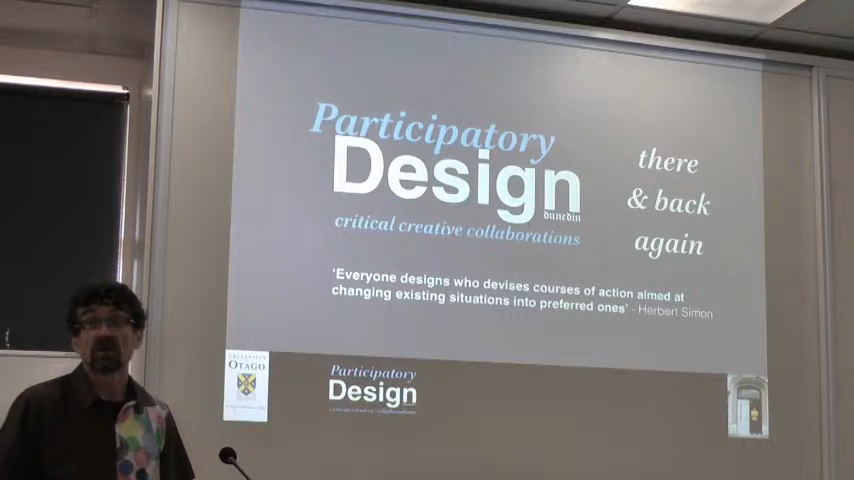 Participatory
Design
dunedin
critical creative collaborations
there
& back
again
'Everyone designs who devises courses of action aimed at
changing existing situations into preferred ones' - Herbert Simon
UNIVERSITY
OTAGO
Participatory
Design
critical creative collaborations